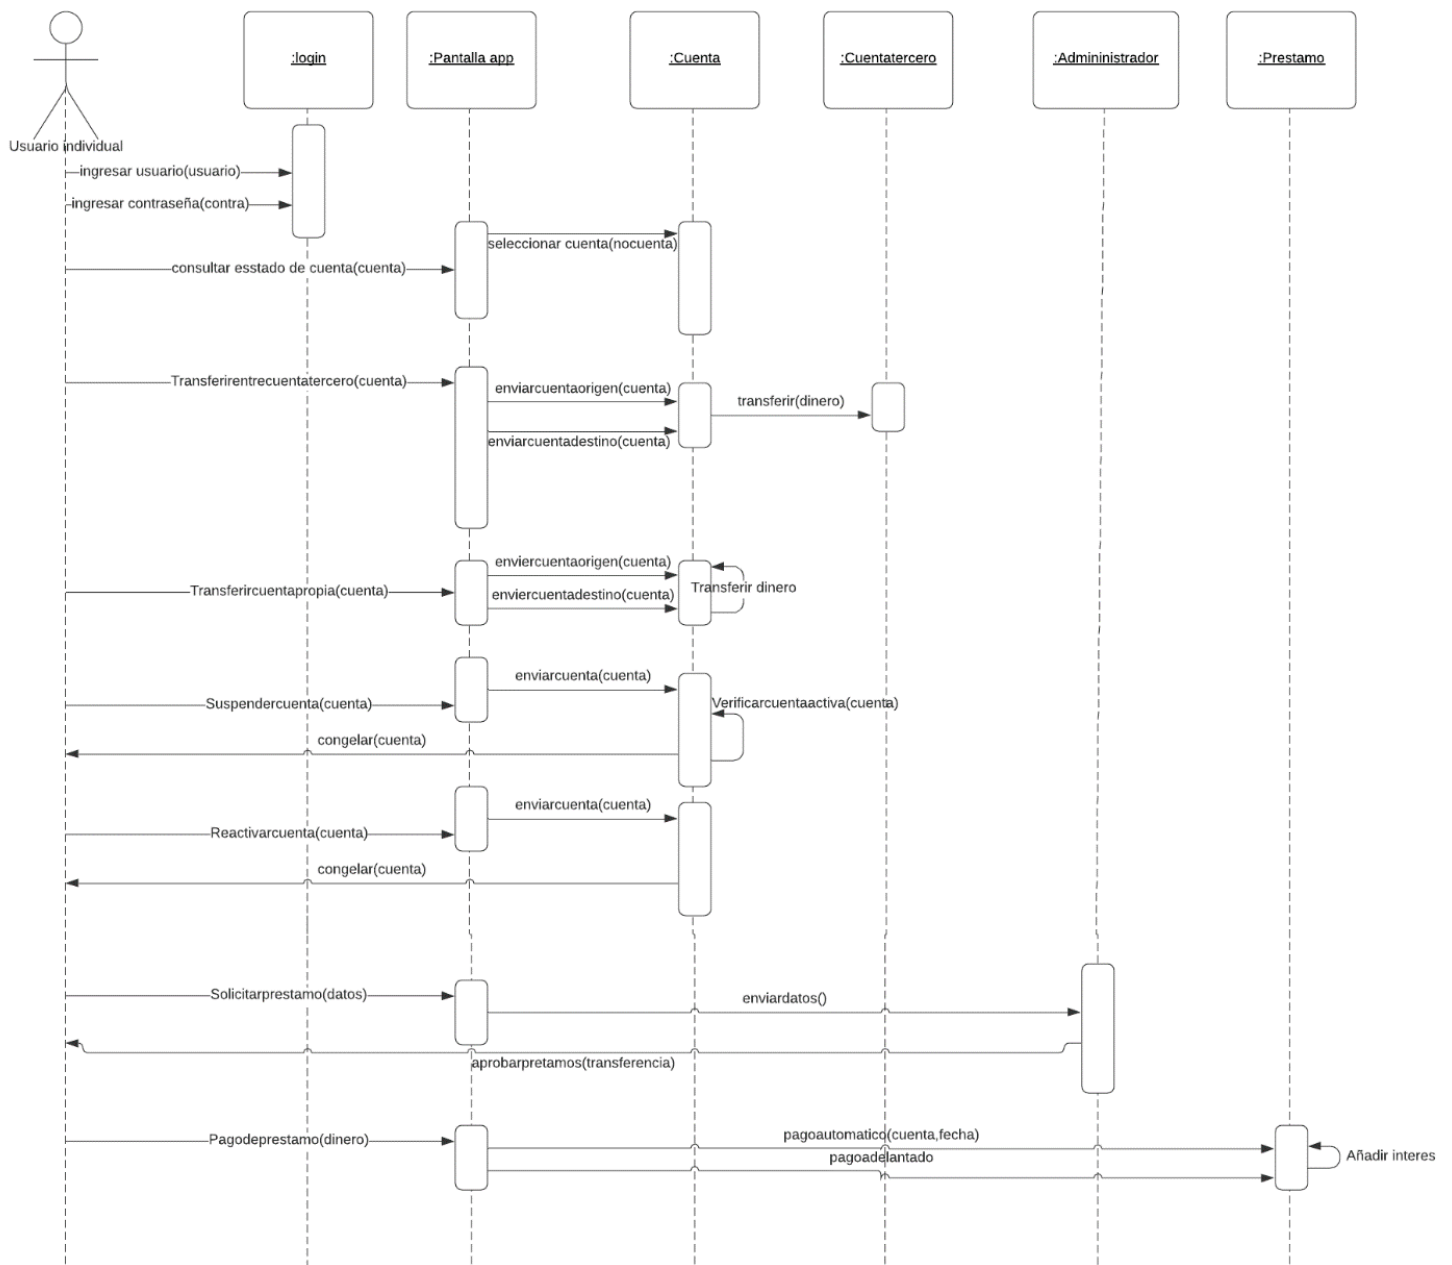 :login
:Pantalla app
:Cuenta
:Cuentatercero
:Admininistrador
:Prestamo
Usuario individual
ingresar usuario(usuario)
ingresar contraseña(contra)
seleccionar cuenta(nocuenta)
consultar esstado de cuenta(cuenta)
Transferirentrecuentatercero(cuenta)
enviarcuentaorigen(cuenta)
transferir(dinero)
enviarcuentadestino(cuenta)
enviercuentaorigen(cuenta)
Transferir dinero
Transferircuentapropia(cuenta)
enviercuentadestino(cuenta)
enviarcuenta(cuenta)
Suspendercuenta(cuenta)
Verificarcuentaactiva(cuenta)
congelar(cuenta)
enviarcuenta(cuenta)
Reactivarcuenta(cuenta)
congelar(cuenta)
Solicitarprestamo(datos)
enviardatos()
aprobarpretamos(transferencia)
Pagodeprestamo(dinero)
pagoautomatico(cuenta,fecha)
pagoadelantado
Añadir interes